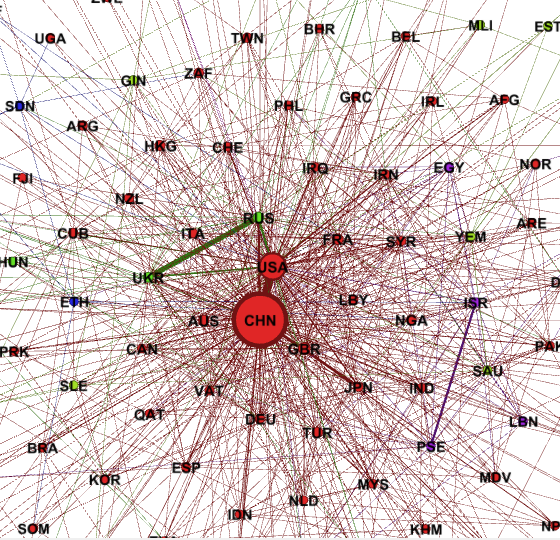 UGA
TWN
BHR
BEL
MLI
EST
GIN
ZAF
SDN
PHL
GRC
IRL
AFG
ARG
HKG
CHE
IRQ
IRN
EGY
NOR
FJI
NZL
RUS
CUB
ITA
FRA
SYR
YEM
ARE
HUN
UKR
USA
ETH
LBY
ISR
AUS
CHN
NGA
PRK
CAN
GBR
PAK
SLE
VAT
JPN
IND
SAU
QAT
DEU
TUR
LBN
BRA
PSE
KOR
ESP
MYS
MDV
IDN
NLD
SOM
KHM